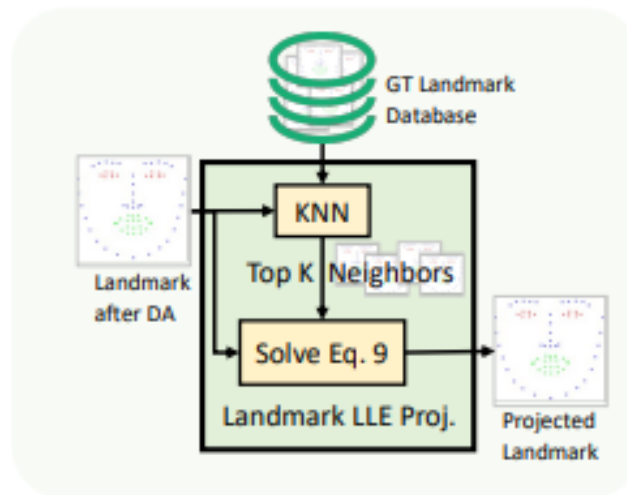 GT Landmark
Database
KNN
Landmark
after DA
Top K Neighbors
Solve Eq. 9
Landmark LLE Proj.
Projected
Landmark